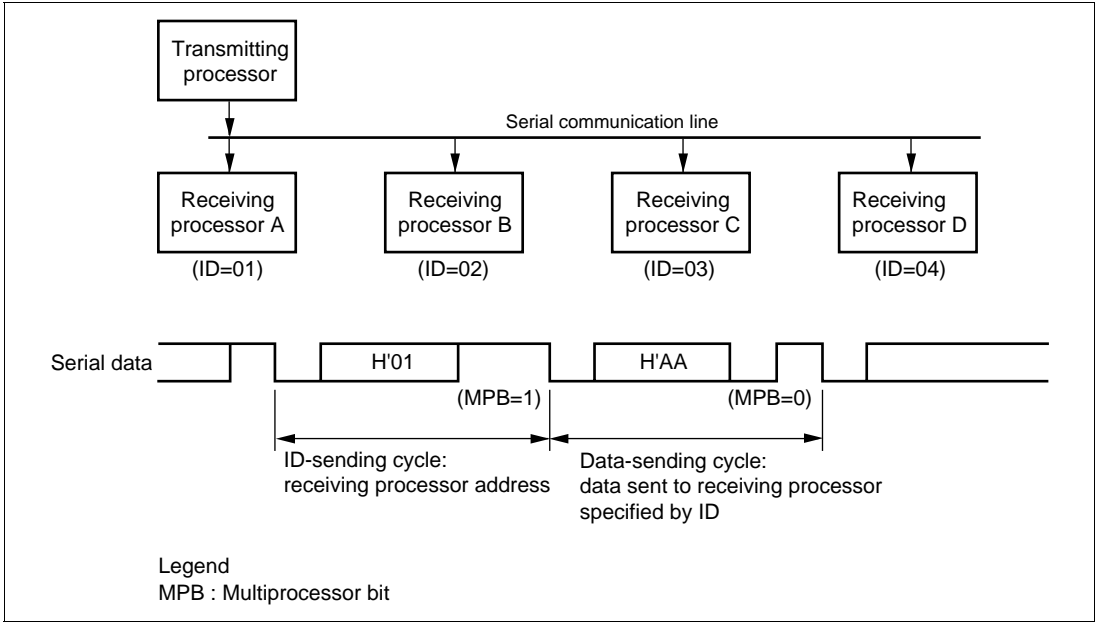 Transmitting
processor
Serial communication line
Receiving
processor A
Receiving
processor B
Receiving
processor C
Receiving
processor D
(ID=01)
(ID=02)
(ID=03)
(ID=04)
Serial data
H'01
H'AA
(MPB=1)
(MPB=0)
ID-sending cycle:
receiving processor address
Data-sending cycle:
data sent to receiving processor
specified by ID
Legend
MPB : Multiprocessor bit